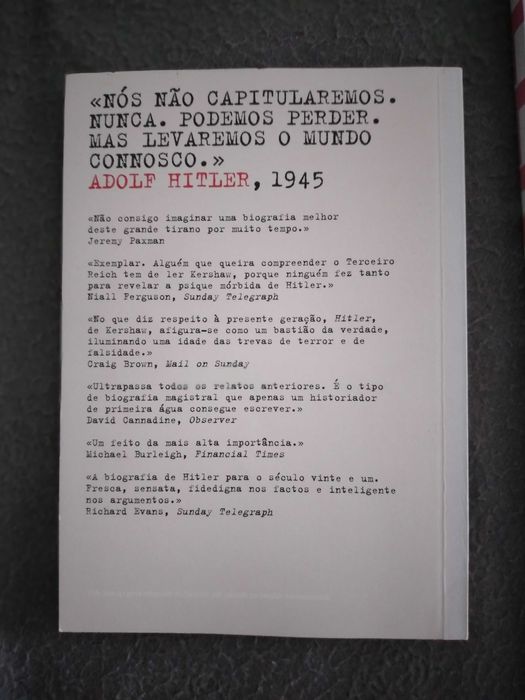 «NÓS NÃO CAPITULAREMOS.
NUNCA. PODEMOS PERDER.
MAS LEVAREMOS O MUNDO
CONNOSCO.»
ADOLF HITLER, 1945
«Não consigo imaginar uma biografia melhor
deste grande tirano por muito tempo.»
Jeremy Paxman
«Exemplar. Alguém que queira compreender o Terceiro
Reich tem de ler Kershaw, porque ninguém fez tanto
para revelar a psique mórbida de Hitler.»
Niall Ferguson, Sunday Telegraph
«No que diz respeito à presente geração, Hitler,
de Kershaw, afigura-se como um bastião da verdade,
iluminando uma idade das trevas de terror e de
falsidade.»
Craig Brown, Mail on Sunday
«Ultrapassa todos os relatos anteriores. É o tipo
de biografia magistral que apenas um historiador
de primeira água consegue escrever.»
David Cannadine, Observer
«Um feito da mais alta importância.»
Michael Burleigh, Financial Times
«A biografia de Hitler para o século vinte e um.
Fresca, sensata, fidedigna nos factos e inteligente
nos argumentos.»
Richard Evans, Sunday Telegraph